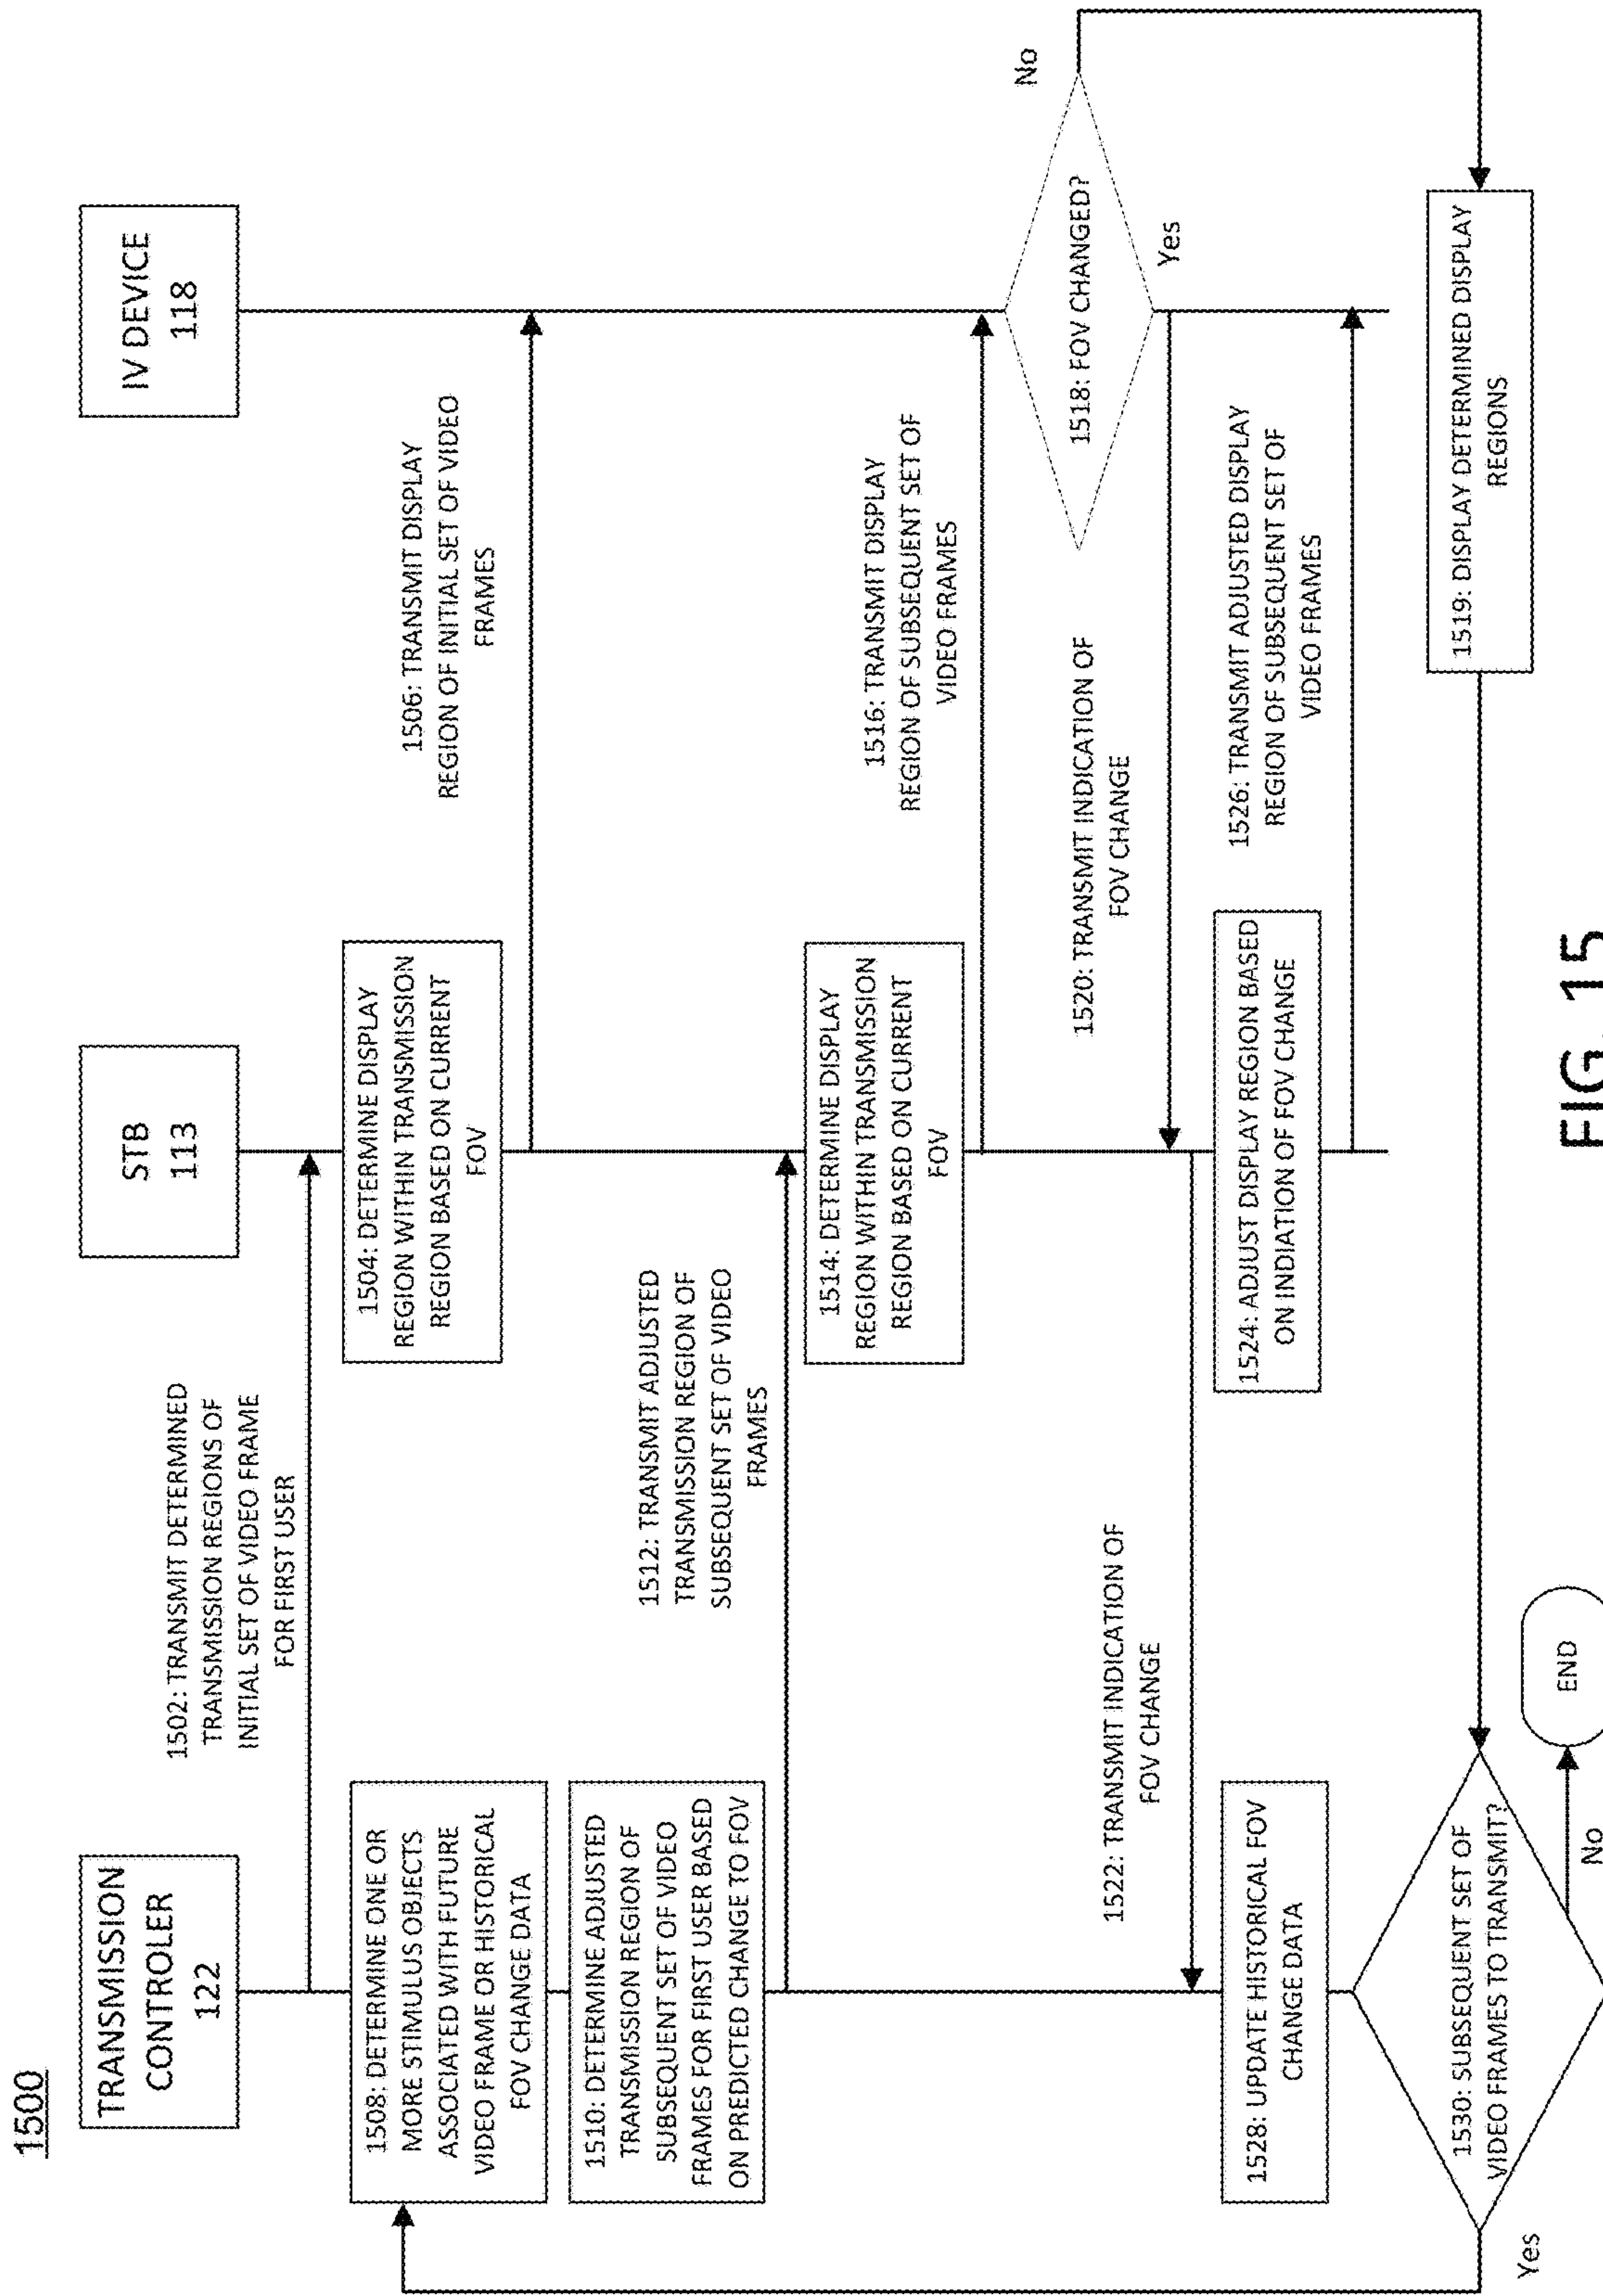 1500
TRANSMISSION
CONTROLER
122
STB
113
IV DEVICE
118
1502: TRANSMIT DETERMINED
TRANSMISSION REGIONS OF
INITIAL SET OF VIDEO FRAME
FOR FIRST USER
1504: DETERMINE DISPLAY
REGION WITHIN TRANSMISSION
REGION BASED ON CURRENT
FOV
1506: TRANSMIT DISPLAY
REGION OF INITIAL SET OF VIDEO
FRAMES
1508: DETERMINE ONE OR
MORE STIMULUS OBJECTS
ASSOCIATED WITH FUTURE
VIDEO FRAME OR HISTORICAL
FOV CHANGE DATA
1510: DETERMINE ADJUSTED
TRANSMISSION REGION OF
SUBSEQUENT SET OF VIDEO
FRAMES FOR FIRST USER BASED
ON PREDICTED CHANGE TO FOV
1512: TRANSMIT ADJUSTED
TRANSMISSION REGION OF
SUBSEQUENT SET OF VIDEO
FRAMES
1514: DETERMINE DISPLAY
REGION WITHIN TRANSMISSION
REGION BASED ON CURRENT
FOV
1516: TRANSMIT DISPLAY
REGION OF SUBSEQUENT SET OF
VIDEO FRAMES
1518: FOV CHANGED?
No
Yes
1520: TRANSMIT INDICATION OF
FOV CHANGE
1522: TRANSMIT INDICATION OF
FOV CHANGE
1524: ADJUST DISPLAY REGION BASED
ON INDIATION OF FOV CHANGE
1526: TRANSMIT ADJUSTED DISPLAY
REGION OF SUBSEQUENT SET OF
VIDEO FRAMES
1528: UPDATE HISTORICAL FOV
CHANGE DATA
1519: DISPLAY DETERMINED DISPLAY
REGIONS
1530: SUBSEQUENT SET OF
VIDEO FRAMES TO TRANSMIT?
Yes
No
END
FIG. 15